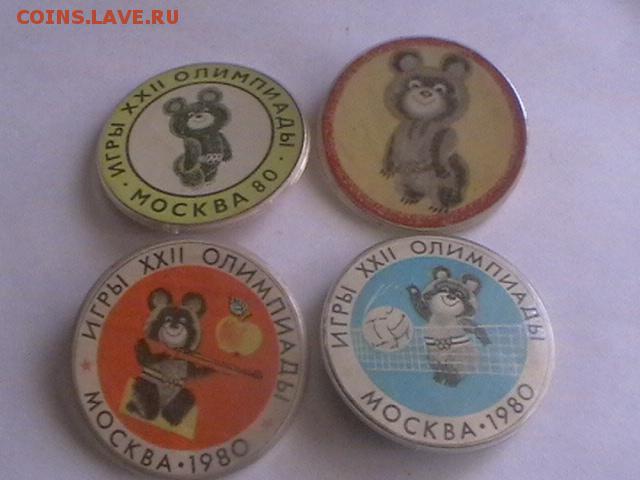 COINS.LAVE.RU
ИГРЫ XXII ОЛИМПИАДЫ
· МОСКВА 80 ·
ИГРЫ XXII ОЛИМПИАДЫ
МОСКВА·1980
ИГРЫ XXII ОЛИМПИАДЫ
МОСКВА·1980